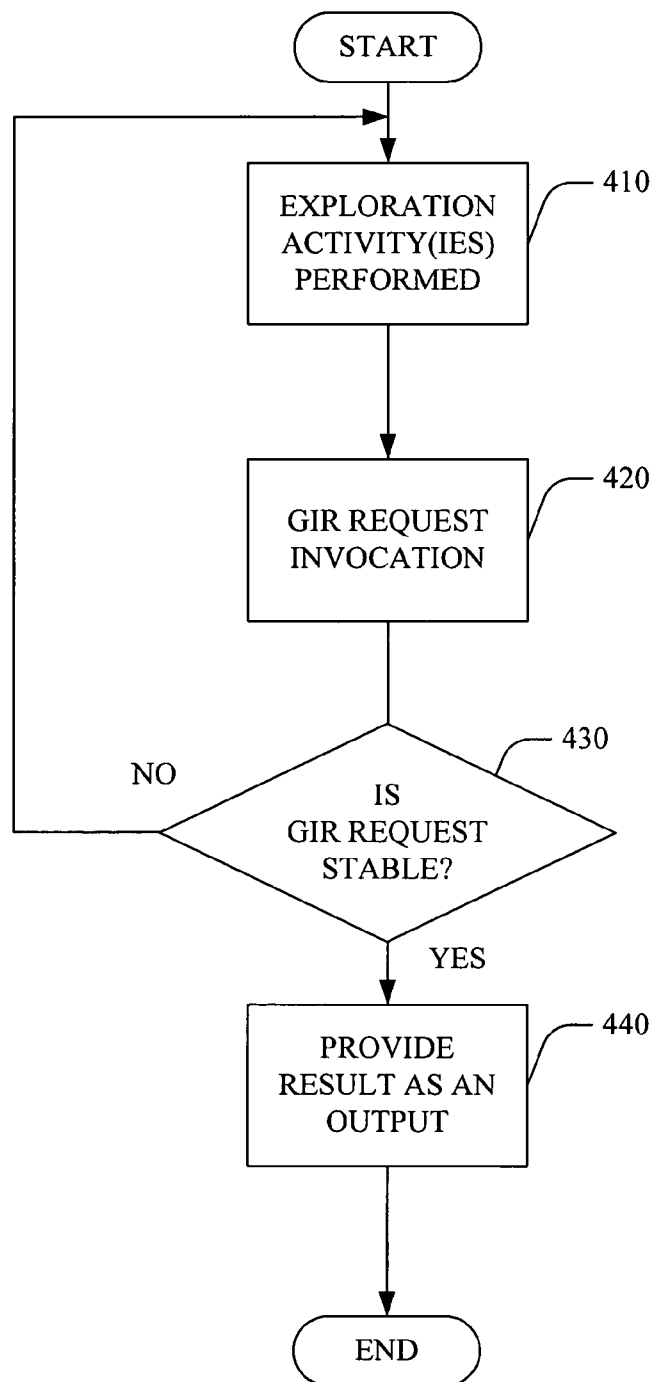 START
EXPLORATION
ACTIVITY(IES)
PERFORMED
410
GIR REQUEST
INVOCATION
420
430
NO
IS
GIR REQUEST
STABLE?
YES
PROVIDE
RESULT AS AN
OUTPUT
440
END